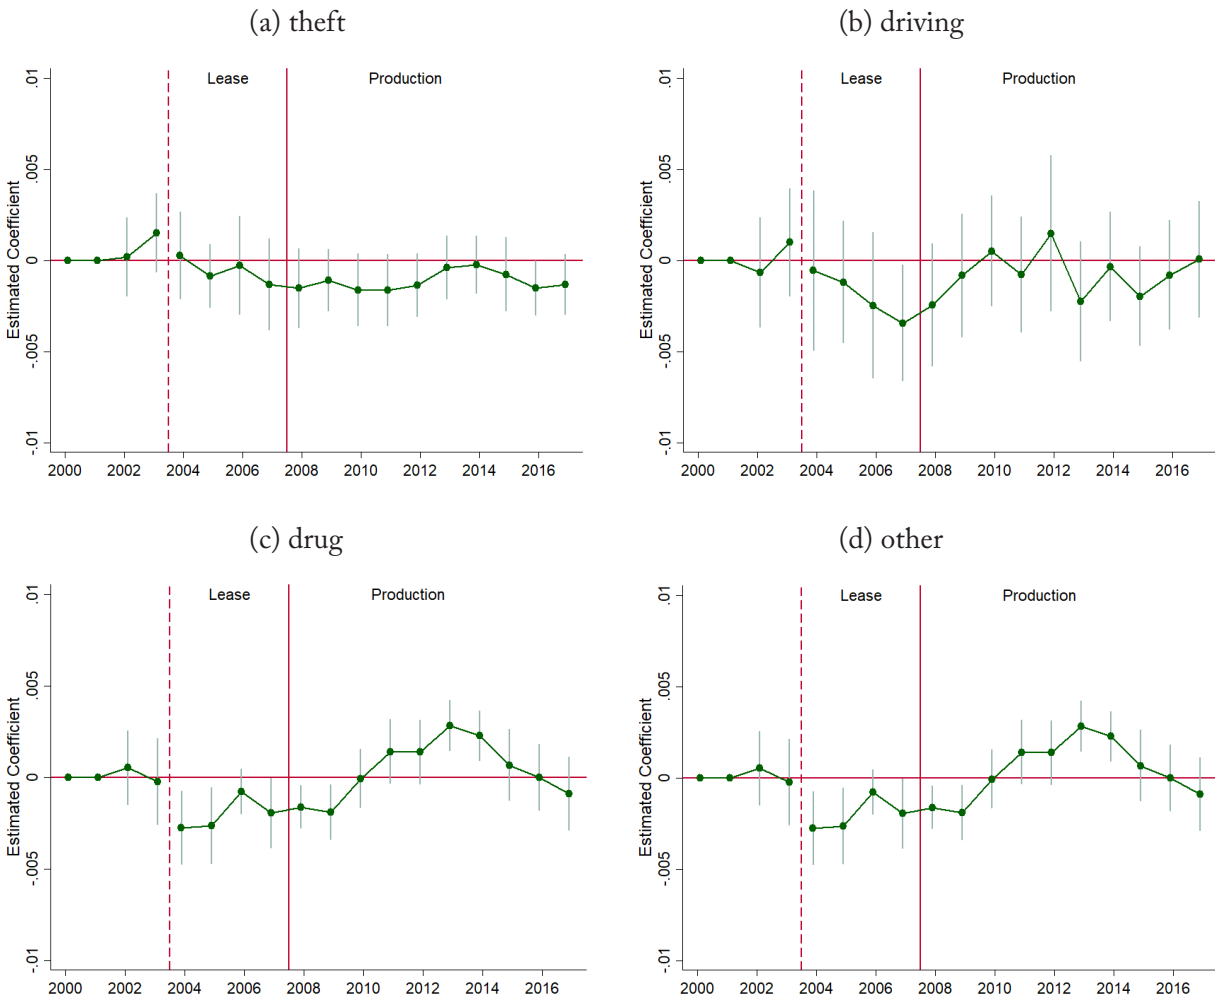 (a) theft
Lease Production
.01
.005
0
-.005
-.01
Estimated Coefficient
2000 2002 2004 2006 2008 2010 2012 2014 2016
(b) driving
Lease Production
.01
.005
0
-.005
-.01
Estimated Coefficient
2000 2002 2004 2006 2008 2010 2012 2014 2016
(c) drug
Lease Production
.01
.005
0
-.005
-.01
Estimated Coefficient
2000 2002 2004 2006 2008 2010 2012 2014 2016
(d) other
Lease Production
.01
.005
0
-.005
-.01
Estimated Coefficient
2000 2002 2004 2006 2008 2010 2012 2014 2016